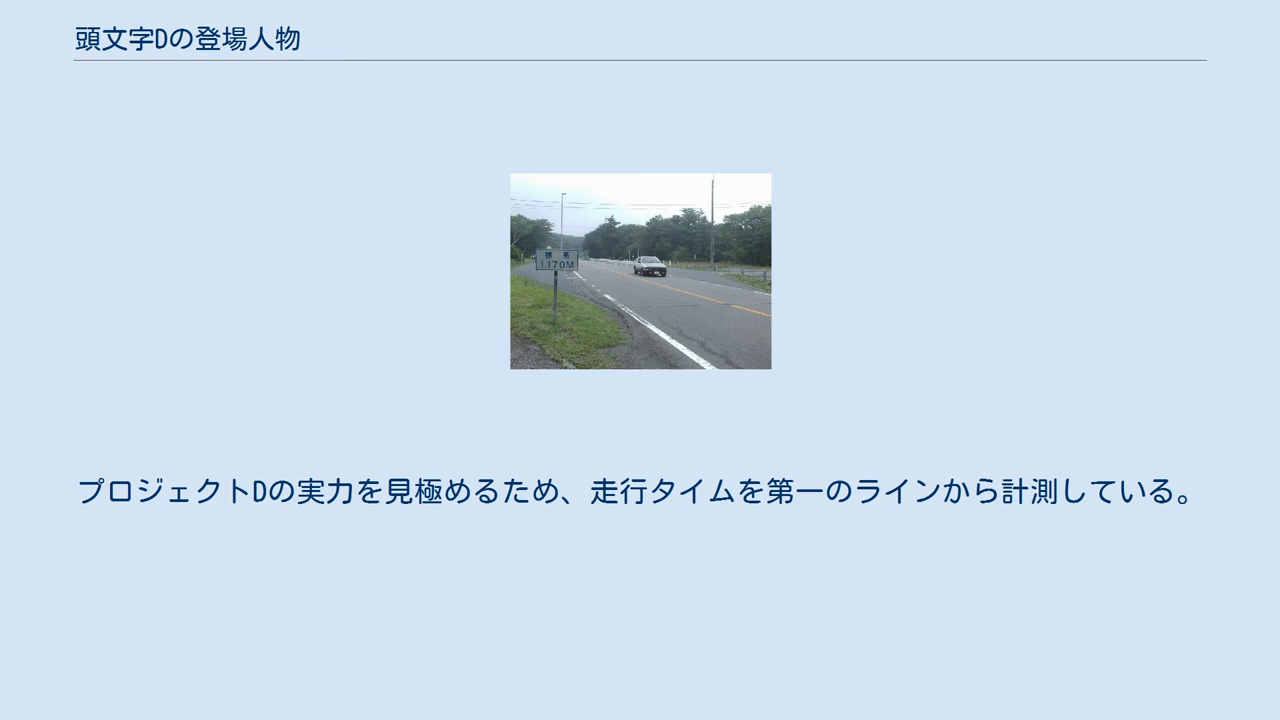 頭文字Dの登場人物
標 高
1170M
プロジェクトDの実力を見極めるため、走行タイムを第一のラインから計測している。